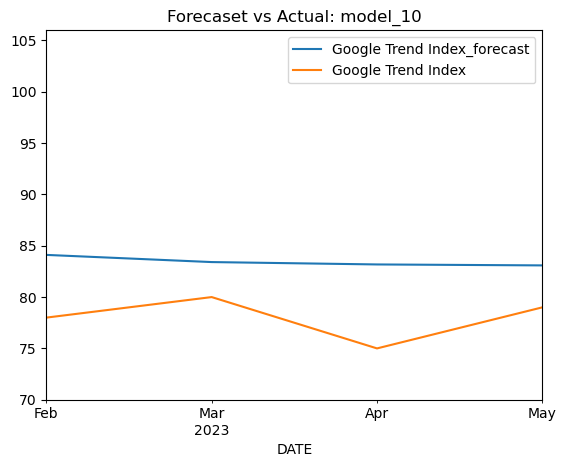 Forecaset vs Actual: model_10
Google Trend Index_forecast
Google Trend Index
105
100
95
90
85
80
75
70
Feb
Mar
Apr
May
2023
DATE